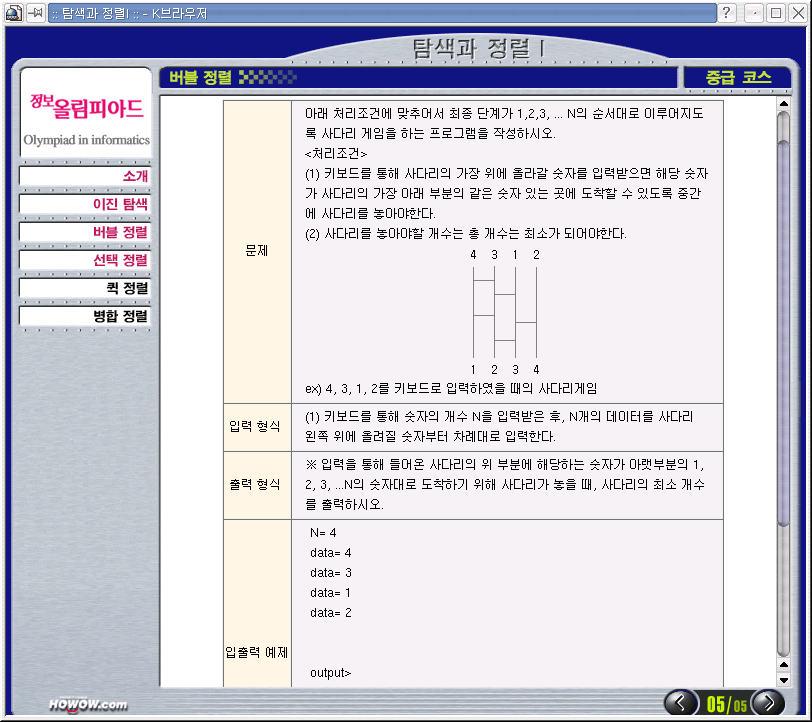 :: 탐색과 정렬I :: - K브라우저
탐색과 정렬 I
버블 정렬
중급 코스
정보올림피아드
Olympiad in informatics
소개
이진 탐색
버블 정렬
선택 정렬
퀵 정렬
병합 정렬
문제
아래 처리조건에 맞추어서 최종 단계가 1,2,3, ... N의 순서대로 이루어지도
록 사다리 게임을 하는 프로그램을 작성하시오.
<처리조건>
(1) 키보드를 통해 사다리의 가장 위에 올라갈 숫자를 입력받으면 해당 숫자
가 사다리의 가장 아래 부분의 같은 숫자 있는 곳에 도착할 수 있도록 중간
에 사다리를 놓아야한다.
(2) 사다리를 놓아야할 개수는 총 개수는 최소가 되어야한다.
4 3 1 2
1 2 3 4
ex) 4, 3, 1, 2를 키보드로 입력하였을 때의 사다리게임
입력 형식
(1) 키보드를 통해 숫자의 개수 N을 입력받은 후, N개의 데이터를 사다리
왼쪽 위에 올려질 숫자부터 차례대로 입력한다.
출력 형식
※ 입력을 통해 들어온 사다리의 위 부분에 해당하는 숫자가 아랫부분의 1,
2, 3, ...N의 숫자대로 도착하기 위해 사다리가 놓을 때, 사다리의 최소 개수
를 출력하시오.
입출력 예제
N= 4
data= 4
data= 3
data= 1
data= 2
output>
HOWOW.com
05/05